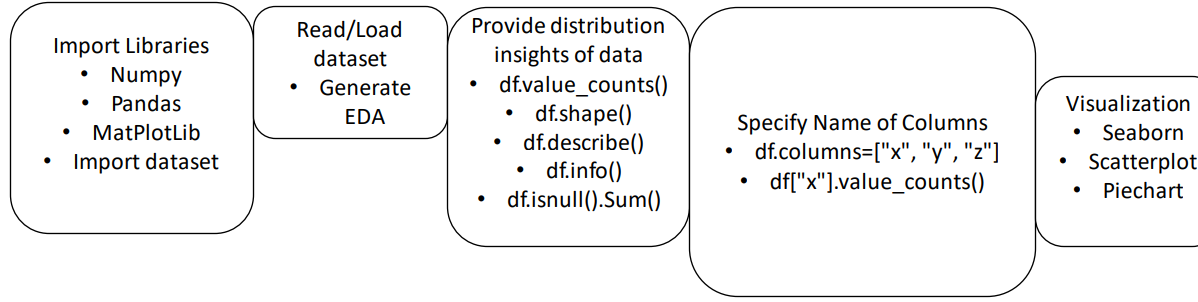 Import Libraries
• Numpy
• Pandas
• MatPlotLib
• Import dataset
Read/Load
dataset
• Generate
EDA
Provide distribution
insights of data
• df.value_counts()
• df.shape()
• df.describe()
• df.info()
• df.isnull().Sum()
Specify Name of Columns
• df.columns=["x", "y", "z"]
• df["x"].value_counts()
Visualization
• Seaborn
• Scatterplot
• Piechart